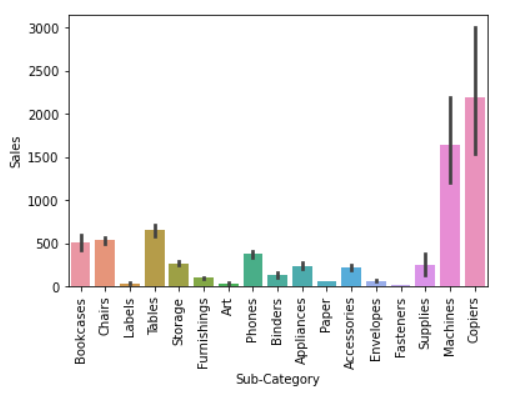 3000
2500
2000
1500
1000
500
0
Sales
Bookcases
Chairs
Labels
Tables
Storage
Furnishings
Art
Phones
Binders
Appliances
Paper
Accessories
Envelopes
Fasteners
Supplies
Machines
Copiers
Sub-Category